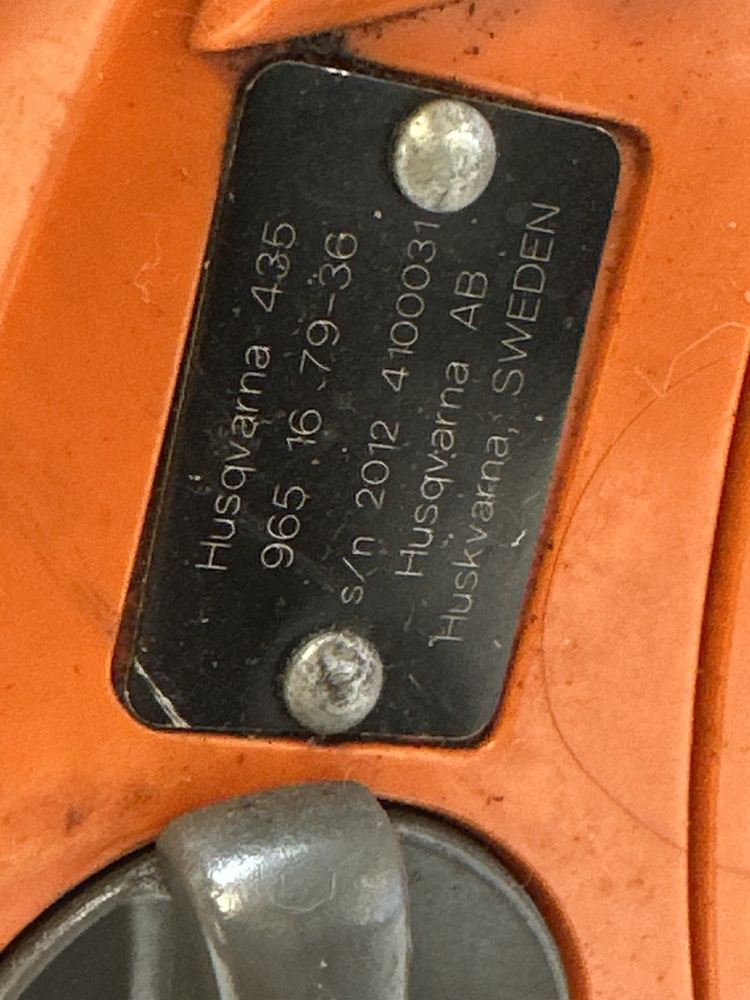 Husqvarna 435
965 16 79-36
s/n 2012 4100031
Husqvarna AB
Huskvarna, SWEDEN